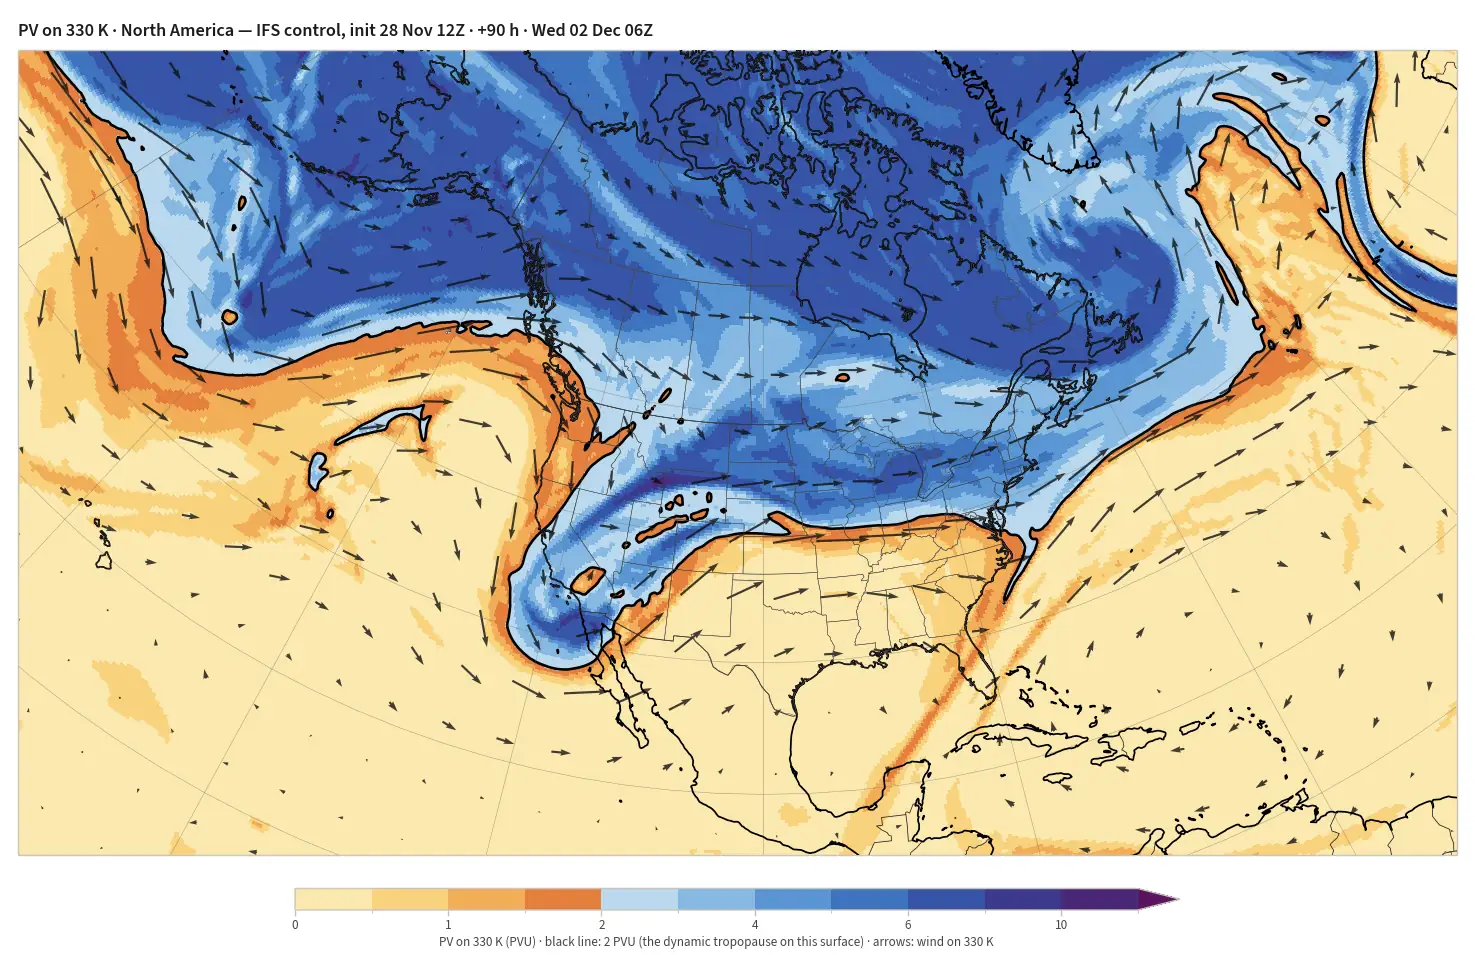 PV on 330 K · North America — IFS control, init 28 Nov 12Z · +90 h · Wed 02 Dec 06Z
0 1 2 4 6 10
PV on 330 K (PVU) · black line: 2 PVU (the dynamic tropopause on this surface) · arrows: wind on 330 K